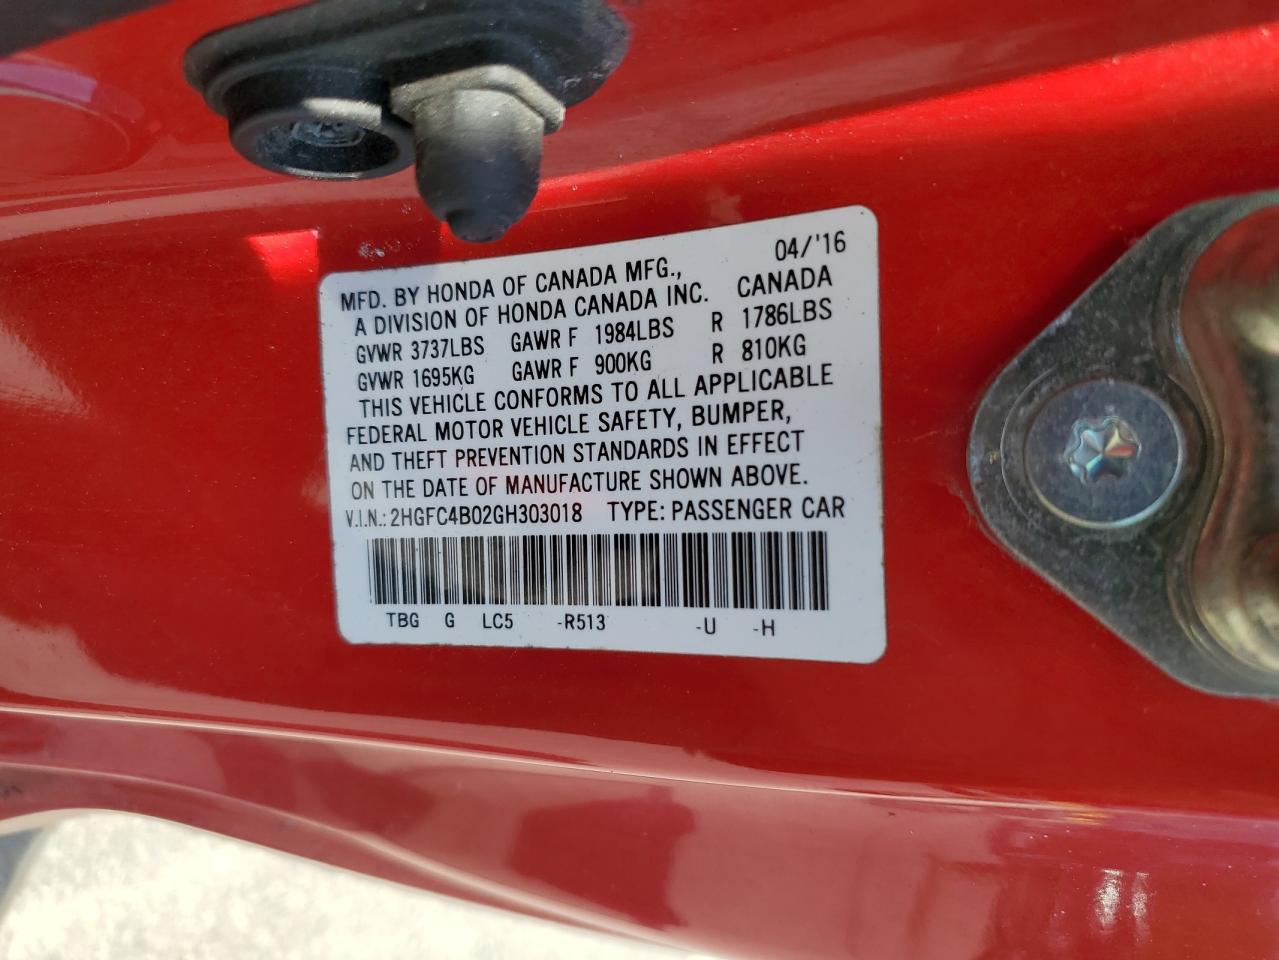 04/'16
MFD. BY HONDA OF CANADA MFG., CANADA
A DIVISION OF HONDA CANADA INC.
GVWR 3737LBS GAWR F 1984LBS R 1786LBS
GVWR 1695KG GAWR F 900KG R 810KG
THIS VEHICLE CONFORMS TO ALL APPLICABLE
FEDERAL MOTOR VEHICLE SAFETY, BUMPER,
AND THEFT PREVENTION STANDARDS IN EFFECT
ON THE DATE OF MANUFACTURE SHOWN ABOVE.
V.I.N.: 2HGFC4B02GH303018 TYPE: PASSENGER CAR
TBG G LC5 -R513 -U -H